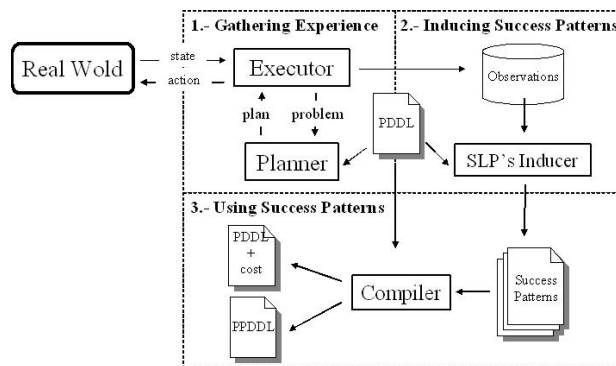 1.- Gathering Experience
2.- Inducing Success Patterns
Real Wold
state
action
Executor
Observations
plan
problem
PDDL
Planner
SLP's Inducer
3.- Using Success Patterns
PDDL
+
cost
Compiler
Success
Patterns
PPDDL